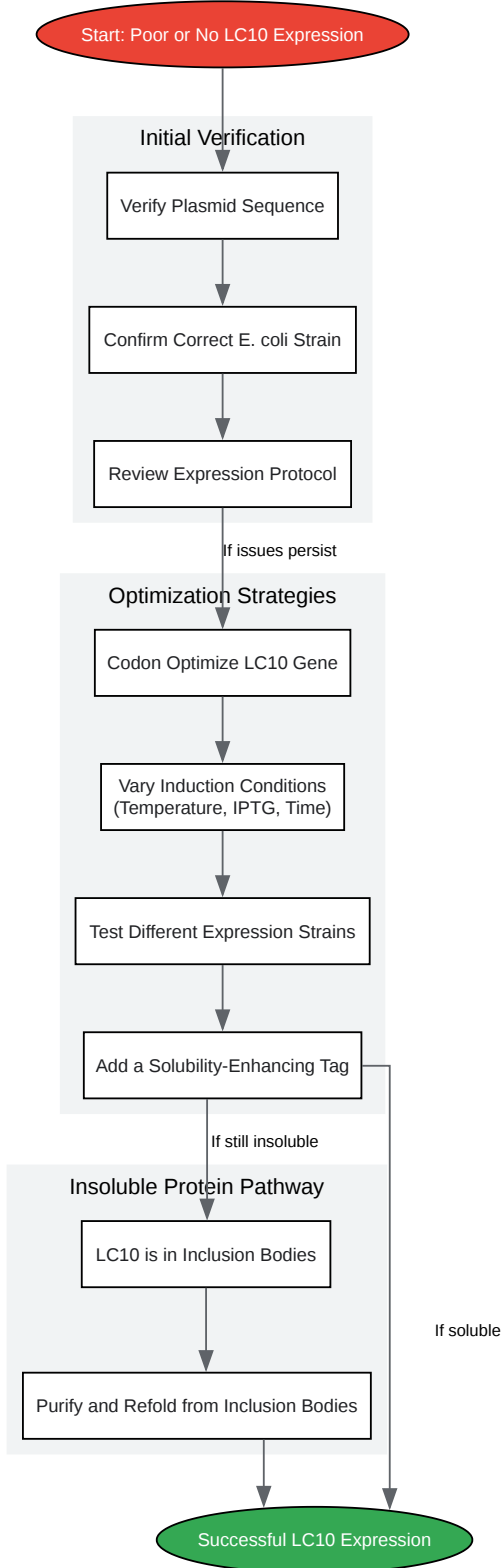 Start: Poor or No LC10 Expression
Initial Verification
Verify Plasmid Sequence
Confirm Correct E. coli Strain
Review Expression Protocol
If issues persist
Optimization Strategies
Codon Optimize LC10 Gene
Vary Induction Conditions
(Temperature, IPTG, Time)
Test Different Expression Strains
Add a Solubility-Enhancing Tag
If still insoluble
Insoluble Protein Pathway
LC10 is in Inclusion Bodies
If soluble
Purify and Refold from Inclusion Bodies
Successful LC10 Expression